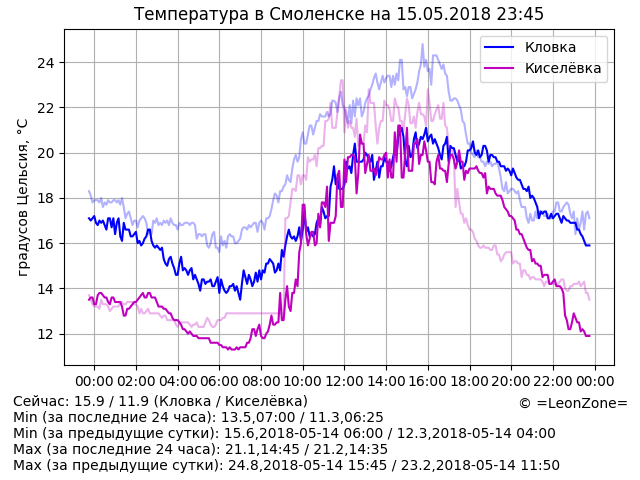 Температура в Смоленске на 15.05.2018 23:45
градусов Цельсия, °C
24
22
20
18
16
14
12
Кловка
Киселёвка
00:00 02:00 04:00 06:00 08:00 10:00 12:00 14:00 16:00 18:00 20:00 22:00 00:00
Сейчас: 15.9 / 11.9 (Кловка / Киселёвка)
© =LeonZone=
Min (за последние 24 часа): 13.5,07:00 / 11.3,06:25
Min (за предыдущие сутки): 15.6,2018-05-14 06:00 / 12.3,2018-05-14 04:00
Max (за последние 24 часа): 21.1,14:45 / 21.2,14:35
Max (за предыдущие сутки): 24.8,2018-05-14 15:45 / 23.2,2018-05-14 11:50